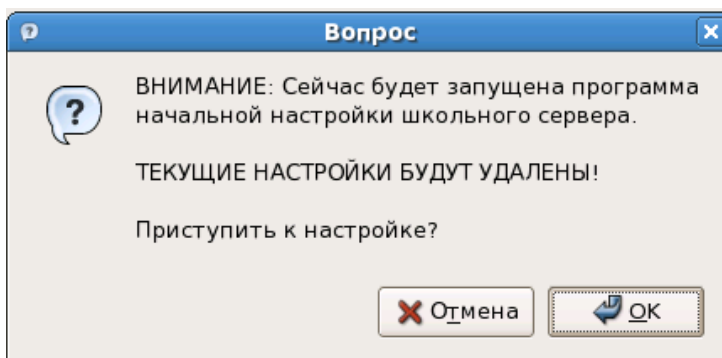 Вопрос
ВНИМАНИЕ: Сейчас будет запущена программа
начальной настройки школьного сервера.
ТЕКУЩИЕ НАСТРОЙКИ БУДУТ УДАЛЕНЫ!
Приступить к настройке?
Отмена OK